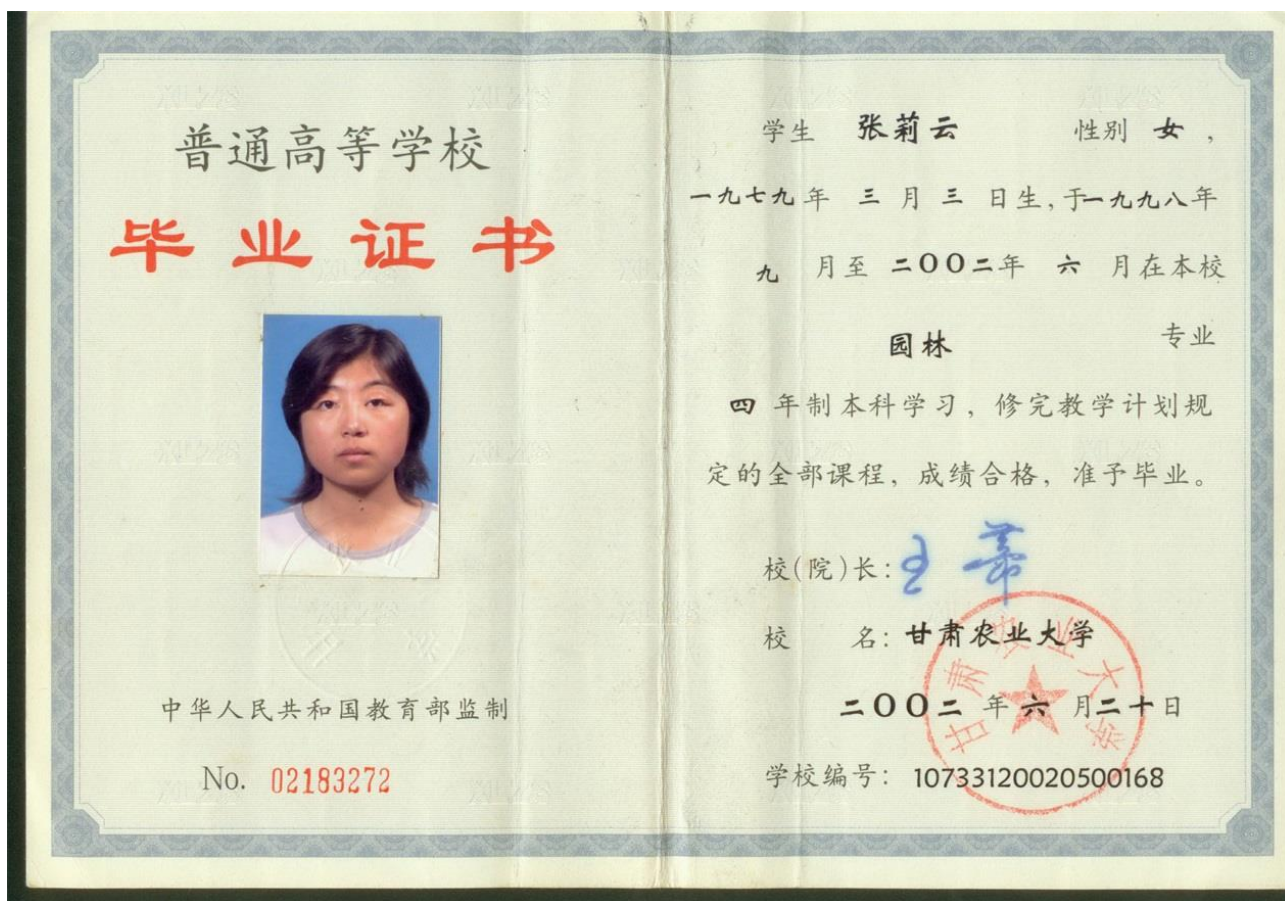 普通高等学校
毕业证书
中华人民共和国教育部监制
No. 02183272
学生 张莉云 性别 女，
一九七九年 三 月 三 日生，于一九九八年
九 月至 二OO二年 六 月在本校
园林 专业
四 年制本科学习，修完教学计划规
定的全部课程，成绩合格，准予毕业。
校(院)长：
校 名：甘肃农业大学
二OO二 年 六 月二十日
学校编号：10733120020500168
甘肃农业大学